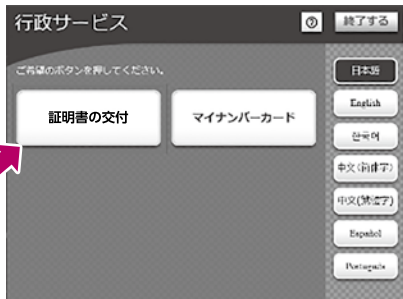 行政サービス
?
終了する
ご希望のボタンを押してください。
証明書の交付
マイナンバーカード
日本語
English
한국어
中文(简体字)
中文(繁體字)
Español
Português